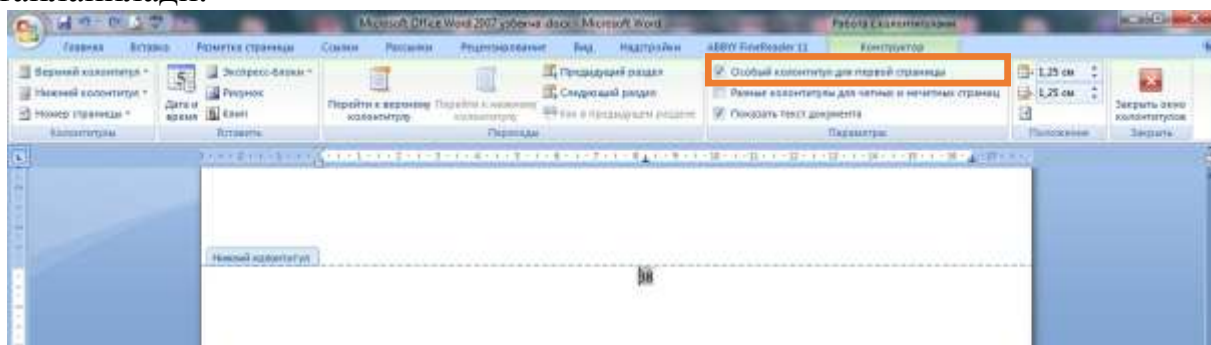 Microsoft Office Word 2007 узбекча .docx - Microsoft Word
Работа с колонтитулами
Главная Вставка Разметка страницы Ссылки Рассылки Рецензирование Вид Надстройки ABBYY FineReader 11 Конструктор
Верхний колонтитул
Нижний колонтитул
Номер страницы
Колонтитулы
5
Дата и время
Экспресс-блоки
Рисунок
Клип
Вставить
Перейти к верхнему колонтитулу
Перейти к нижнему колонтитулу
Предыдущий раздел
Следующий раздел
Как в предыдущем разделе
Переходы
Особый колонтитул для первой страницы
Разные колонтитулы для четных и нечетных страниц
Показать текст документа
Параметры
1,25 см
1,25 см
Положение
Закрыть окно колонтитулов
Закрыть
Нижний колонтитул
38